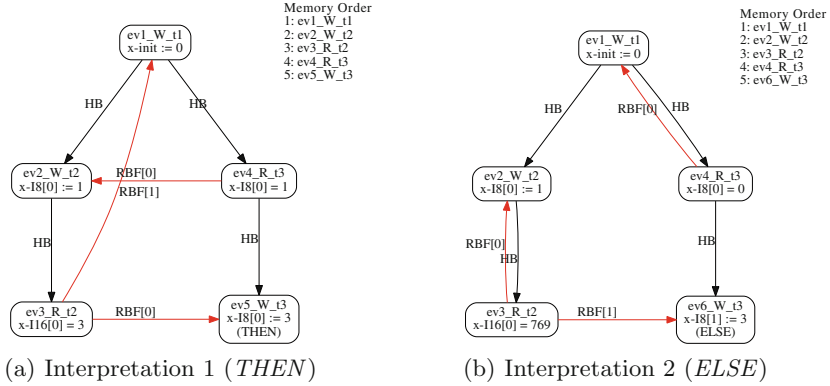 Memory Order
1: ev1_W_t1
2: ev2_W_t2
3: ev3_R_t2
4: ev4_R_t3
5: ev5_W_t3
ev1_W_t1
x-init := 0
HB
HB
ev2_W_t2
x-I8[0] := 1
RBF[0]
RBF[1]
ev4_R_t3
x-I8[0] = 1
HB
HB
ev3_R_t2
x-I16[0] = 3
RBF[0]
ev5_W_t3
x-I8[0] := 3
(THEN)
(a) Interpretation 1 (THEN)
Memory Order
1: ev1_W_t1
2: ev2_W_t2
3: ev3_R_t2
4: ev4_R_t3
5: ev6_W_t3
ev1_W_t1
x-init := 0
HB
HB
RBF[0]
ev2_W_t2
x-I8[0] := 1
ev4_R_t3
x-I8[0] = 0
RBF[0]
HB
HB
ev3_R_t2
x-I16[0] = 769
RBF[1]
ev6_W_t3
x-I8[1] := 3
(ELSE)
(b) Interpretation 2 (ELSE)